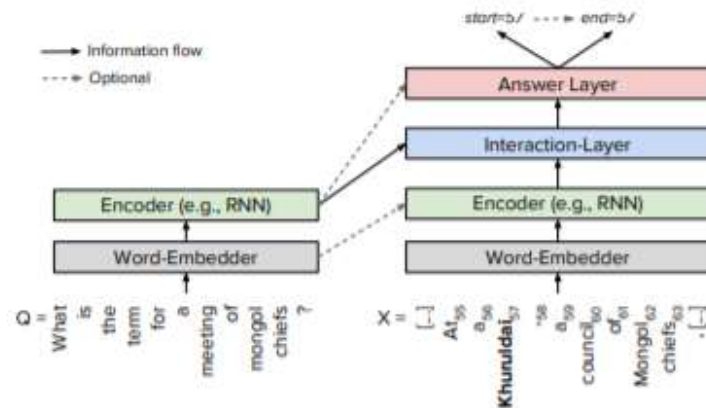 start=57 end=57
Information flow
Optional
Answer Layer
Interaction-Layer
Encoder (e.g., RNN)
Encoder (e.g., RNN)
Word-Embedder
Word-Embedder
Q = What is the term for a meeting of mongol chiefs ?
X = [...] At55 a56 Khuruldai57 "58 a59 council60 of61 Mongol62 chiefs63 , [...]